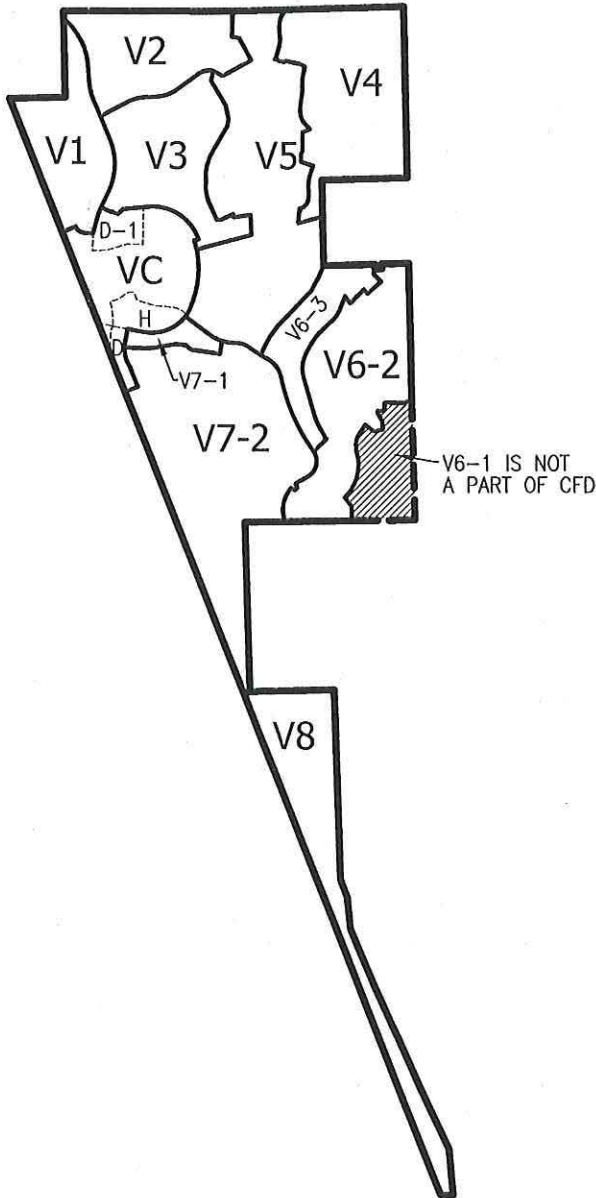 V2
V4
V1
V3
V5
D-1
VC
H
V6-3
D
V7-1
V6-2
V7-2
V6-1 IS NOT
A PART OF CFD
V8